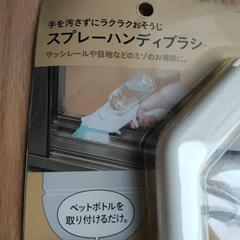 手を汚さずにラクラクおそうじ
スプレーハンディブラシ
サッシレールや目地などのミゾのお掃除に。
ペットボトルを
取り付けるだけ。